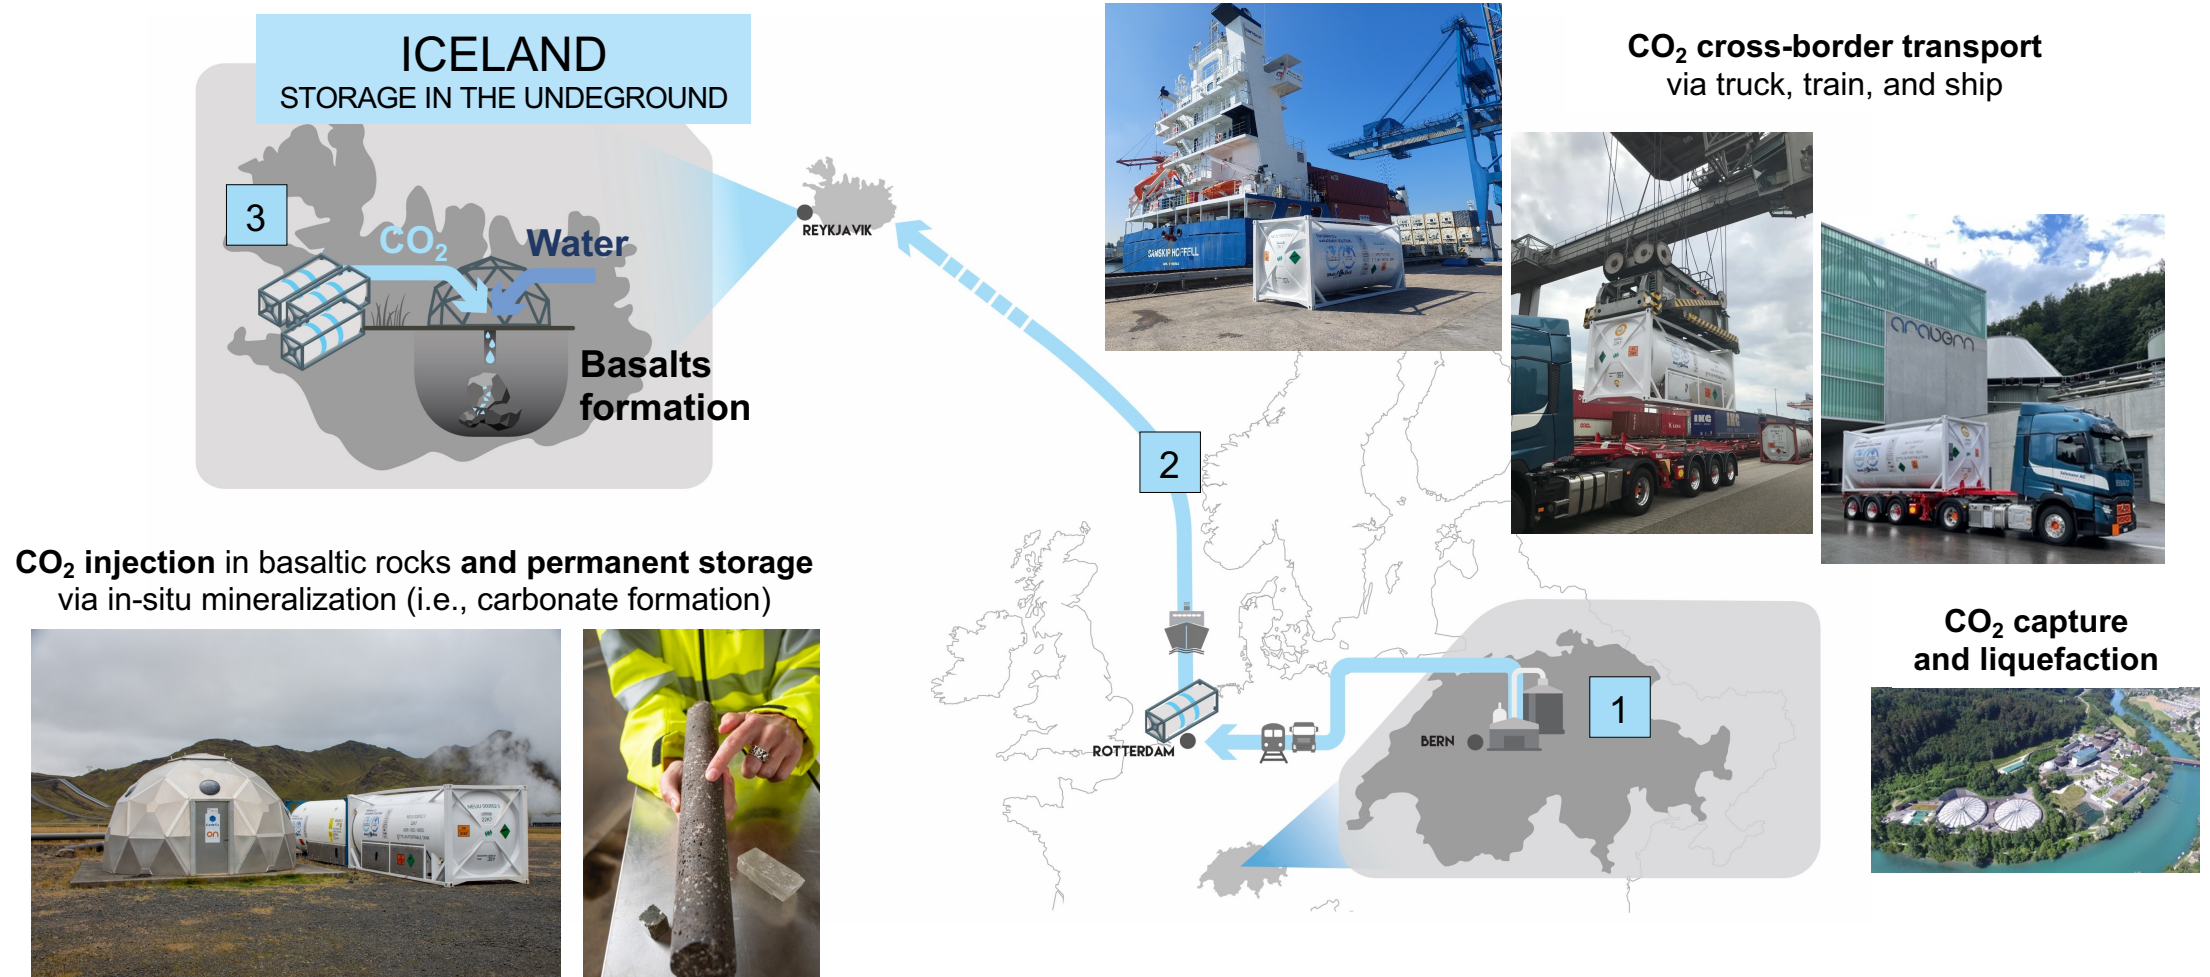 ICELAND
STORAGE IN THE UNDEGROUND
3
CO₂
Water
Basalts
formation
REYKJAVIK
CO₂ cross-border transport
via truck, train, and ship
SAMSKIP HOFFELL
arabern
2
CO₂ injection in basaltic rocks and permanent storage
via in-situ mineralization (i.e., carbonate formation)
on
ROTTERDAM
BERN
1
CO₂ capture
and liquefaction